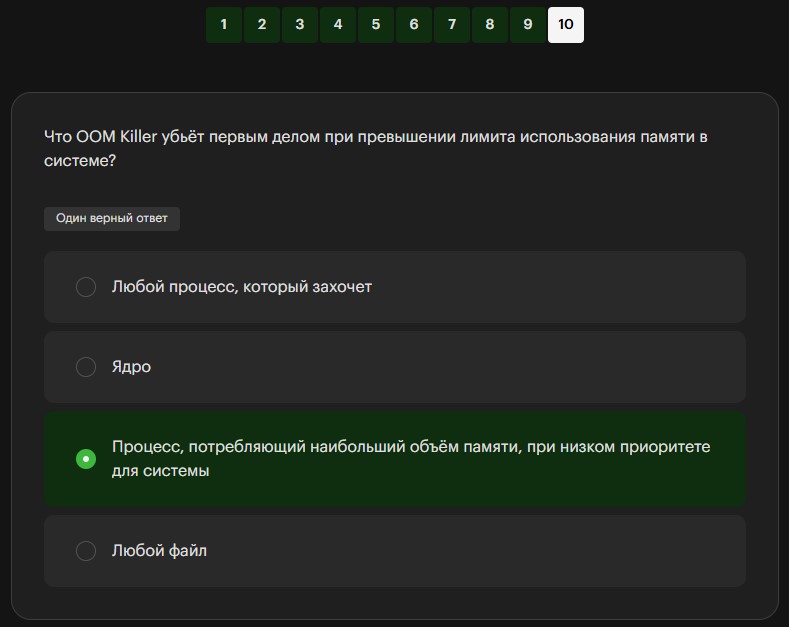 1 2 3 4 5 6 7 8 9 10
Что OOM Killer убьёт первым делом при превышении лимита использования памяти в
системе?
Один верный ответ
Любой процесс, который захочет
Ядро
Процесс, потребляющий наибольший объём памяти, при низком приоритете
для системы
Любой файл